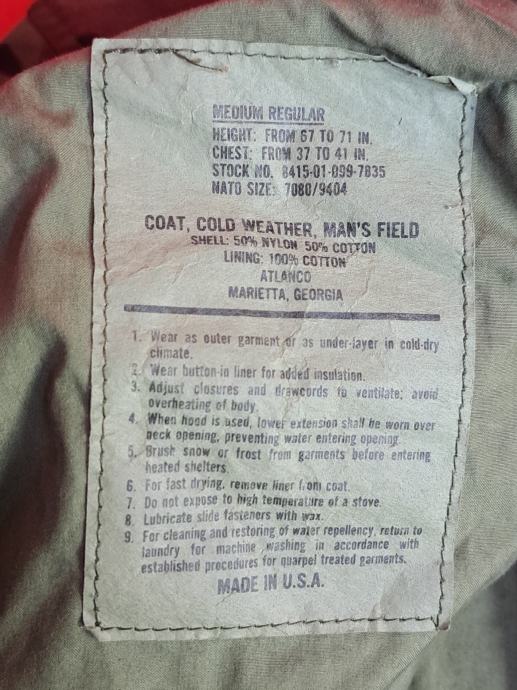 MEDIUM REGULAR
HEIGHT: FROM 67 TO 71 IN.
CHEST: FROM 37 TO 41 IN.
STOCK NO. 8415-01-099-7835
NATO SIZE: 7080/9404
COAT, COLD WEATHER, MAN'S FIELD
SHELL: 50% NYLON 50% COTTON
LINING: 100% COTTON
ATLANCO
MARIETTA, GEORGIA
1. Wear as outer garment or as under-layer in cold-dry
climate.
2. Wear button-in liner for added insulation.
3. Adjust closures and drawcords to ventilate; avoid
overheating of body.
4. When hood is used, lower extension shall be worn over
neck opening, preventing water entering opening.
5. Brush snow or frost from garments before entering
heated shelters.
6. For fast drying, remove liner from coat.
7. Do not expose to high temperature of a stove.
8. Lubricate slide fasteners with wax.
9. For cleaning and restoring of water repellency, return to
laundry for machine washing in accordance with
established procedures for quarpel treated garments.
MADE IN U.S.A.